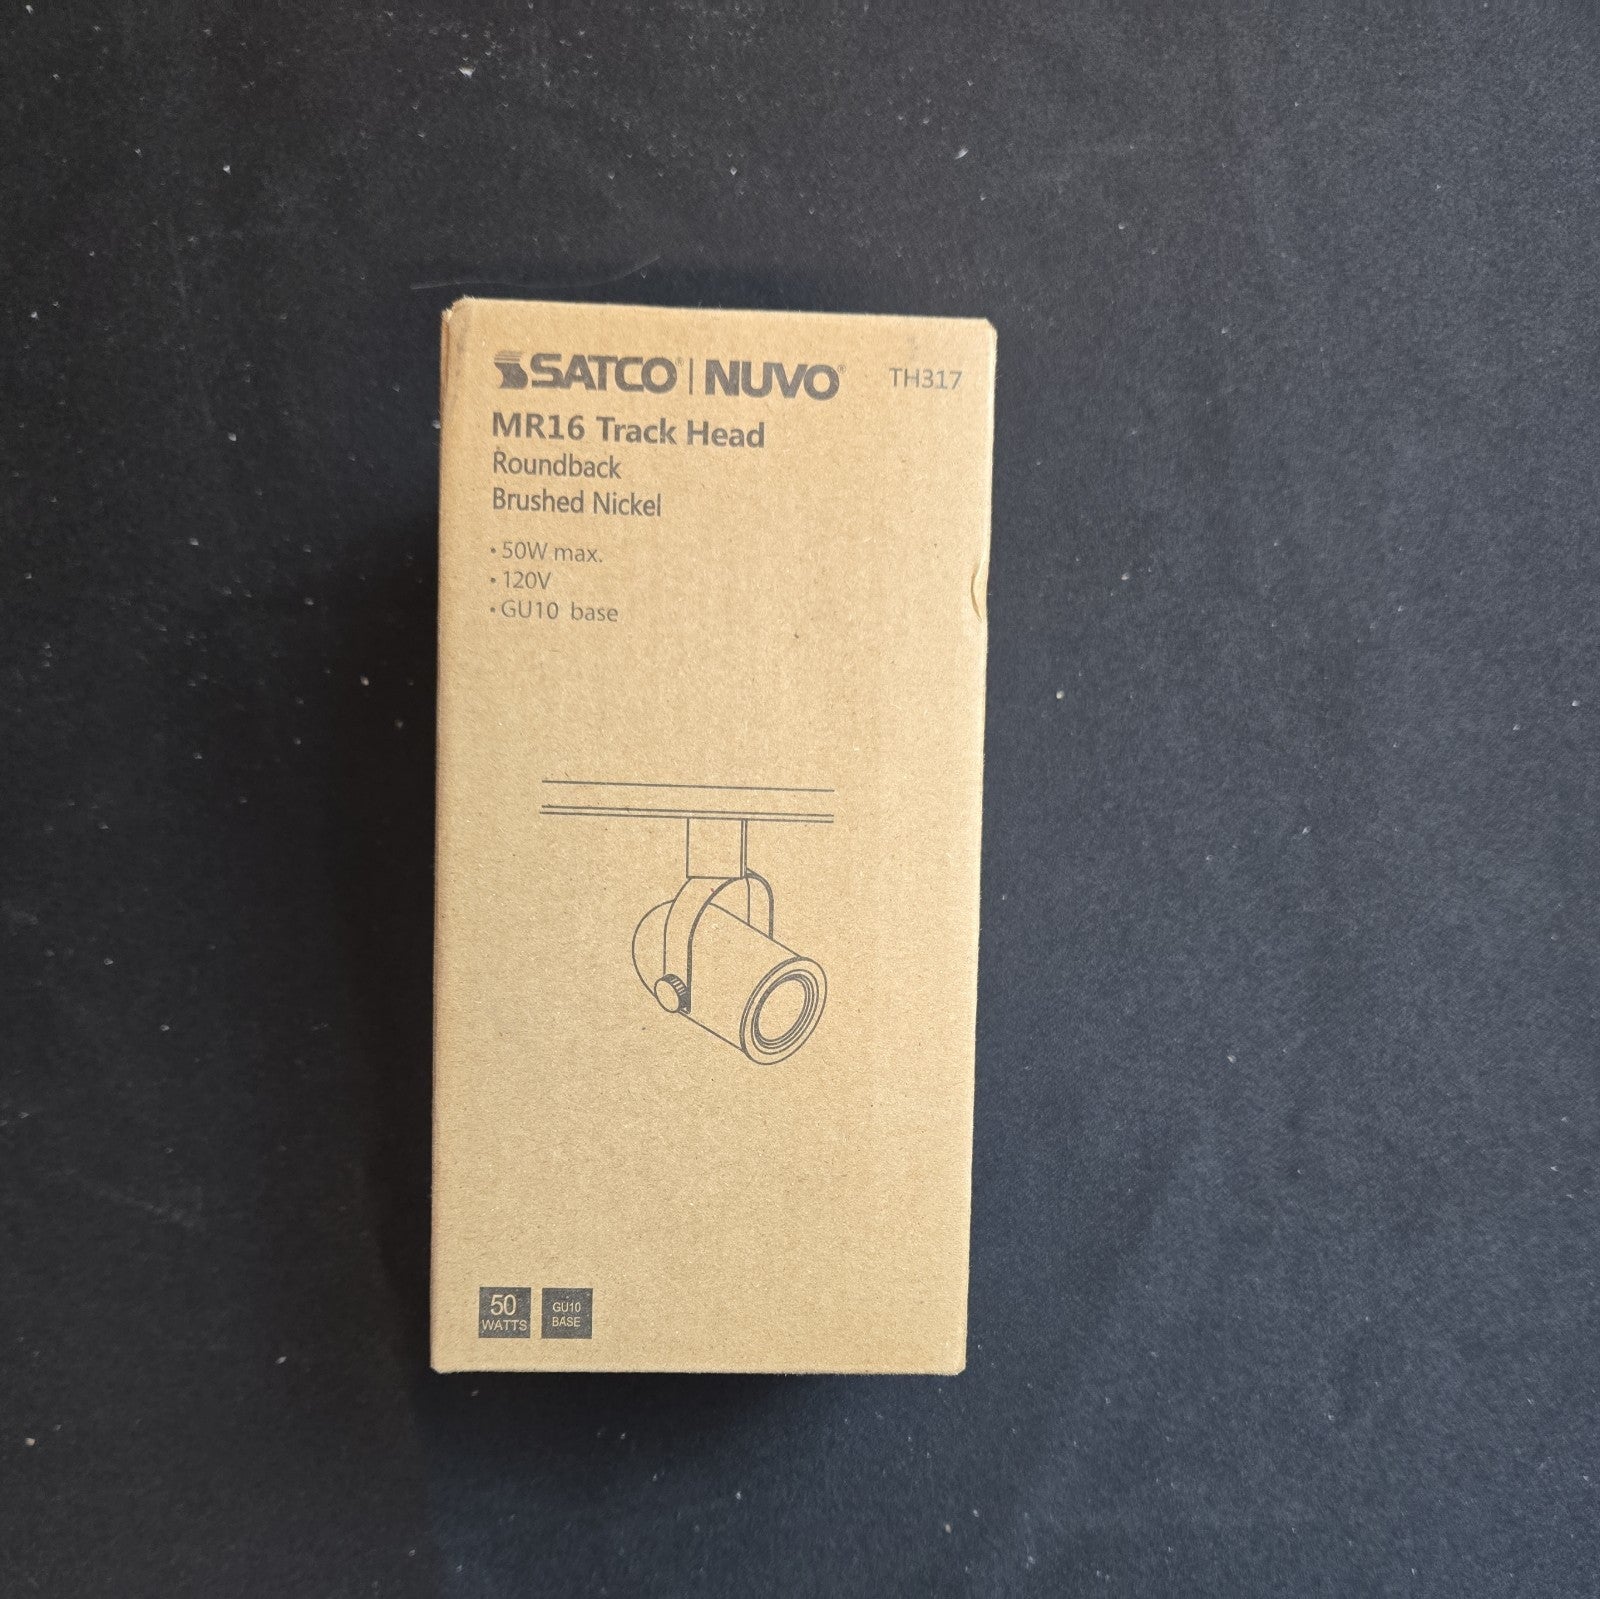 SATCO® | NUVO® TH317
MR16 Track Head
Roundback
Brushed Nickel
• 50W max.
• 120V
• GU10 base
50
WATTS
GU10
BASE